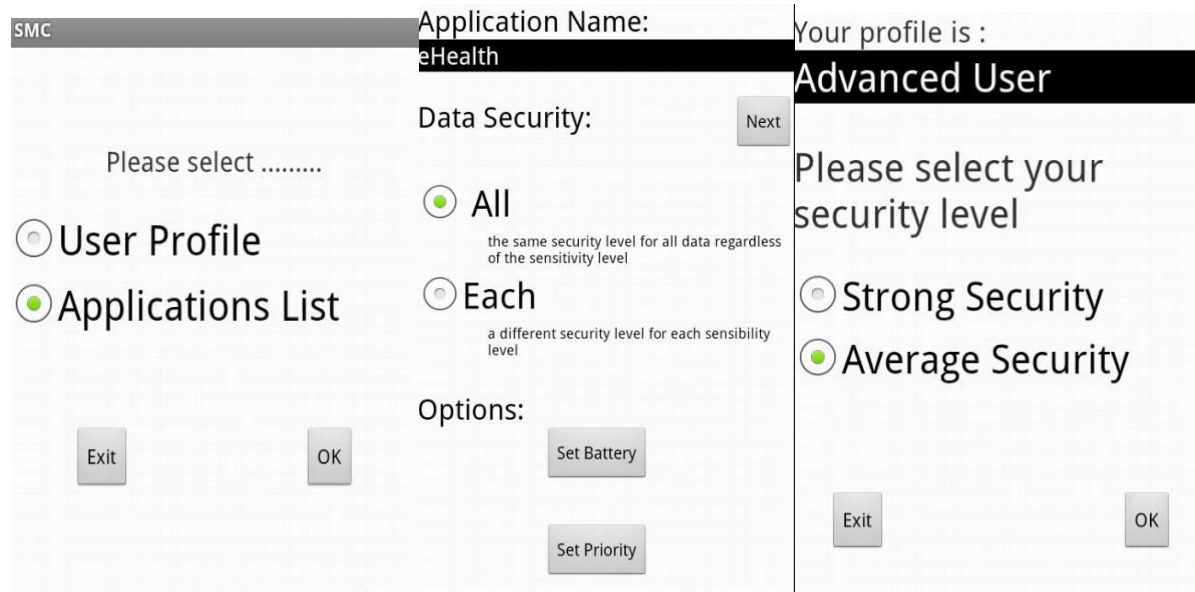 SMC
Please select .........
User Profile
Applications List
Exit
OK
Application Name:
eHealth
Data Security:
Next
All
the same security level for all data regardless
of the sensitivity level
Each
a different security level for each sensibility
level
Options:
Set Battery
Set Priority
Your profile is :
Advanced User
Please select your
security level
Strong Security
Average Security
Exit
OK